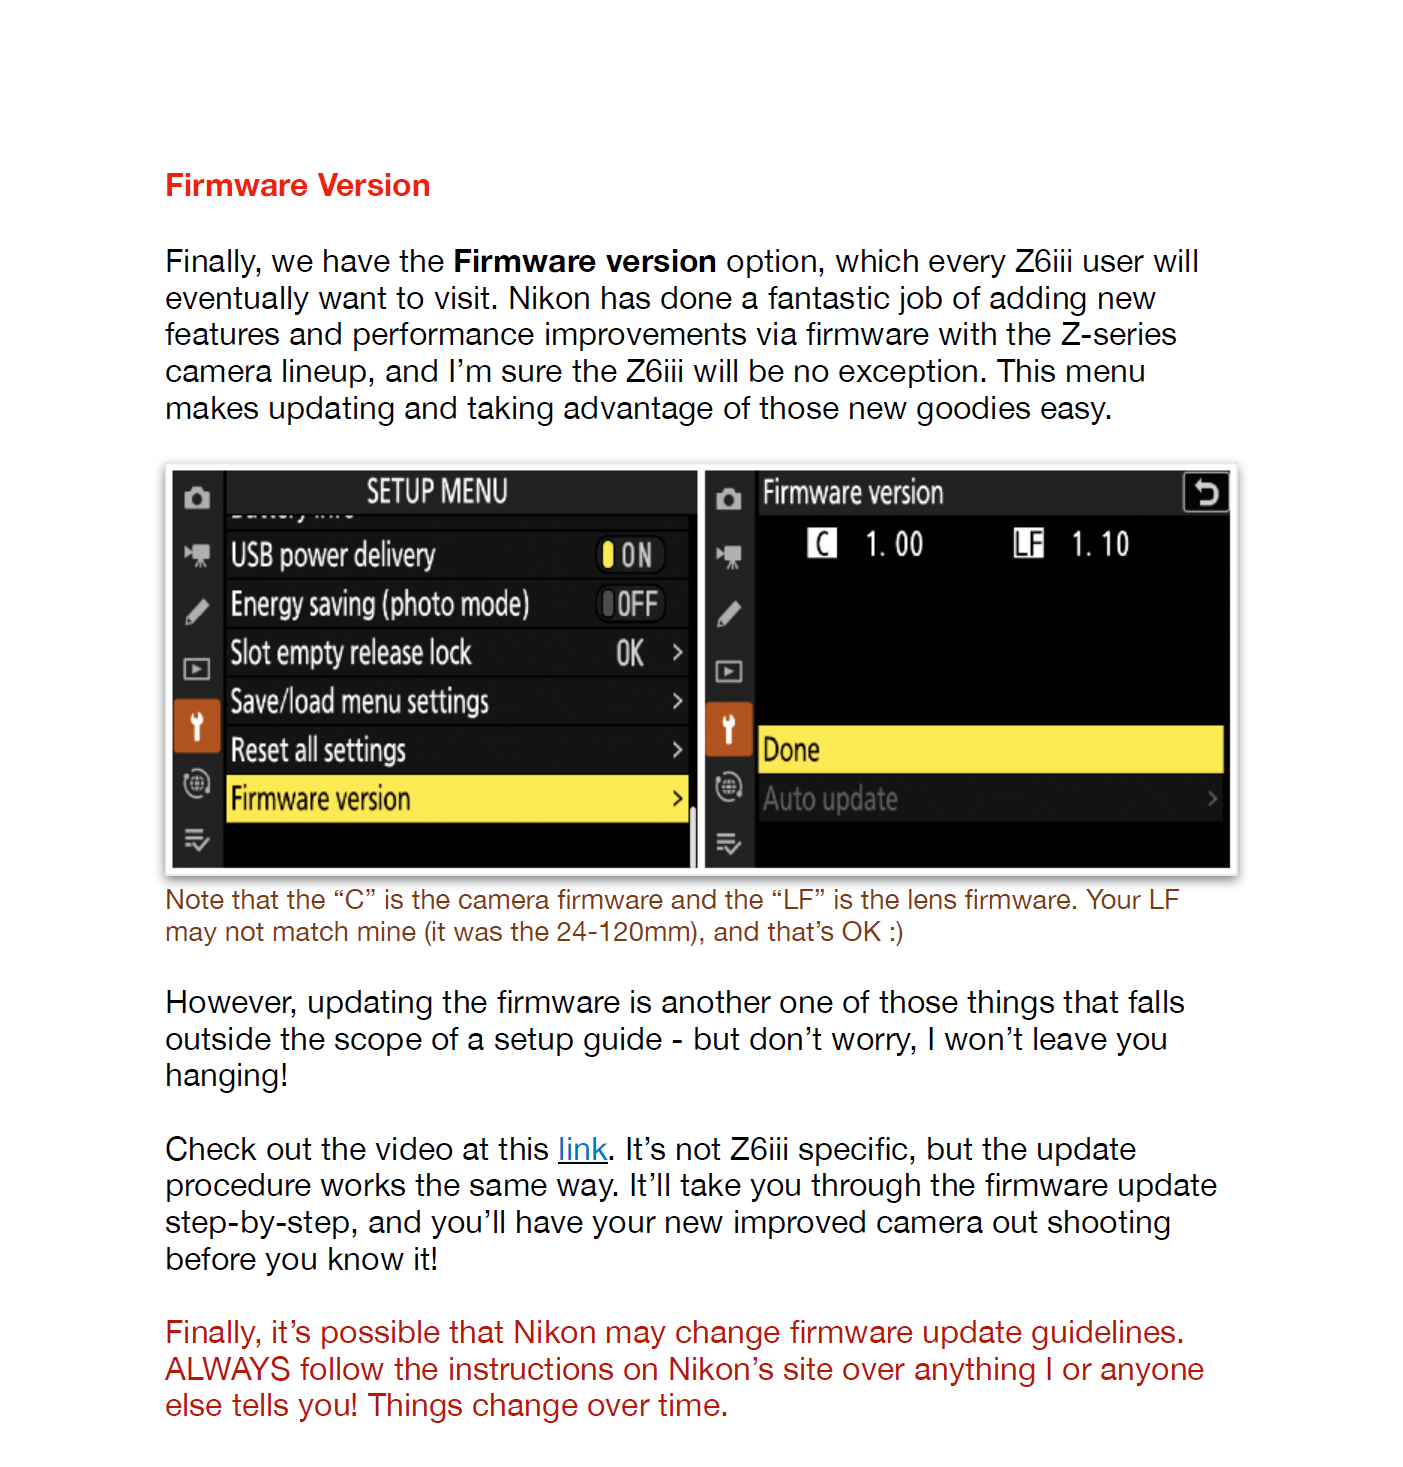 Firmware Version
Finally, we have the Firmware version option, which every Z6iii user will
eventually want to visit. Nikon has done a fantastic job of adding new
features and performance improvements via firmware with the Z-series
camera lineup, and I’m sure the Z6iii will be no exception. This menu
makes updating and taking advantage of those new goodies easy.
SETUP MENU
USB power delivery ON
Energy saving (photo mode) OFF
Slot empty release lock OK >
Save/load menu settings >
Reset all settings >
Firmware version >
Firmware version
C 1.00 LF 1.10
Done
Auto update >
Note that the “C” is the camera firmware and the “LF” is the lens firmware. Your LF
may not match mine (it was the 24-120mm), and that’s OK :)
However, updating the firmware is another one of those things that falls
outside the scope of a setup guide - but don’t worry, I won’t leave you
hanging!
Check out the video at this link. It’s not Z6iii specific, but the update
procedure works the same way. It’ll take you through the firmware update
step-by-step, and you’ll have your new improved camera out shooting
before you know it!
Finally, it’s possible that Nikon may change firmware update guidelines.
ALWAYS follow the instructions on Nikon’s site over anything I or anyone
else tells you! Things change over time.